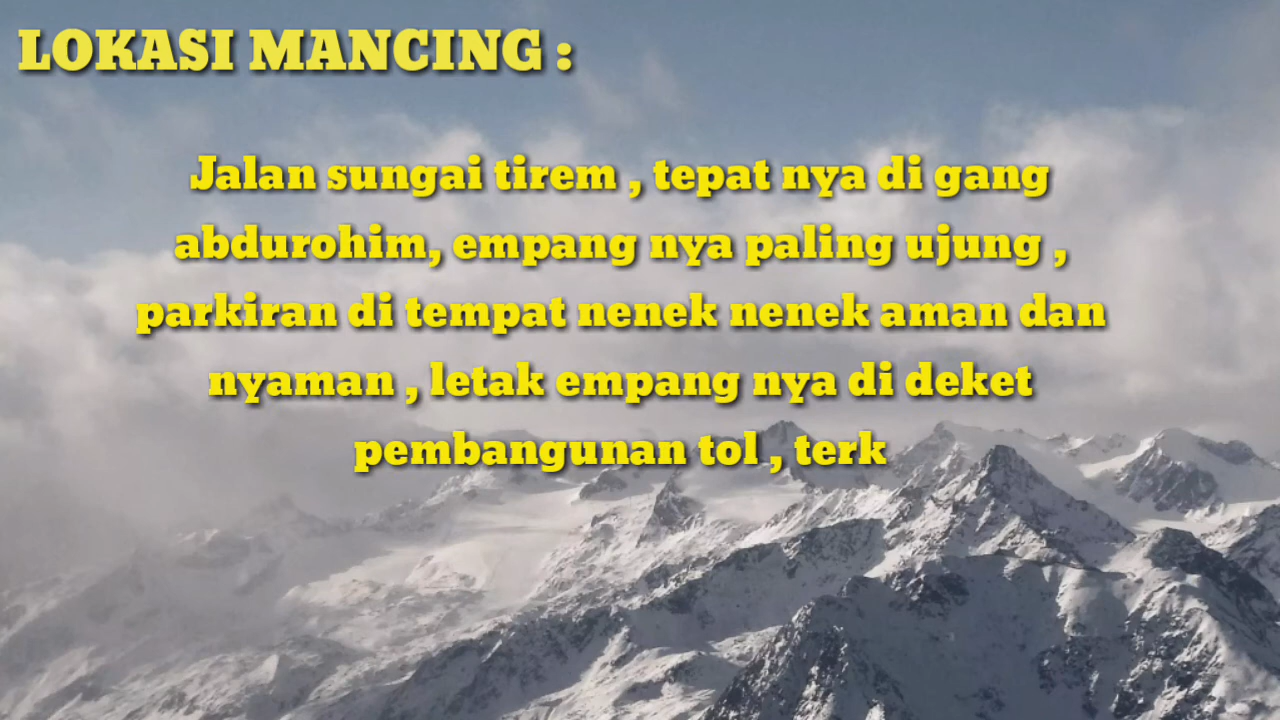 LOKASI MANCING :
Jalan sungai tirem , tepat nya di gang
abdurohim, empang nya paling ujung ,
parkiran di tempat nenek nenek aman dan
nyaman , letak empang nya di deket
pembangunan tol , terk